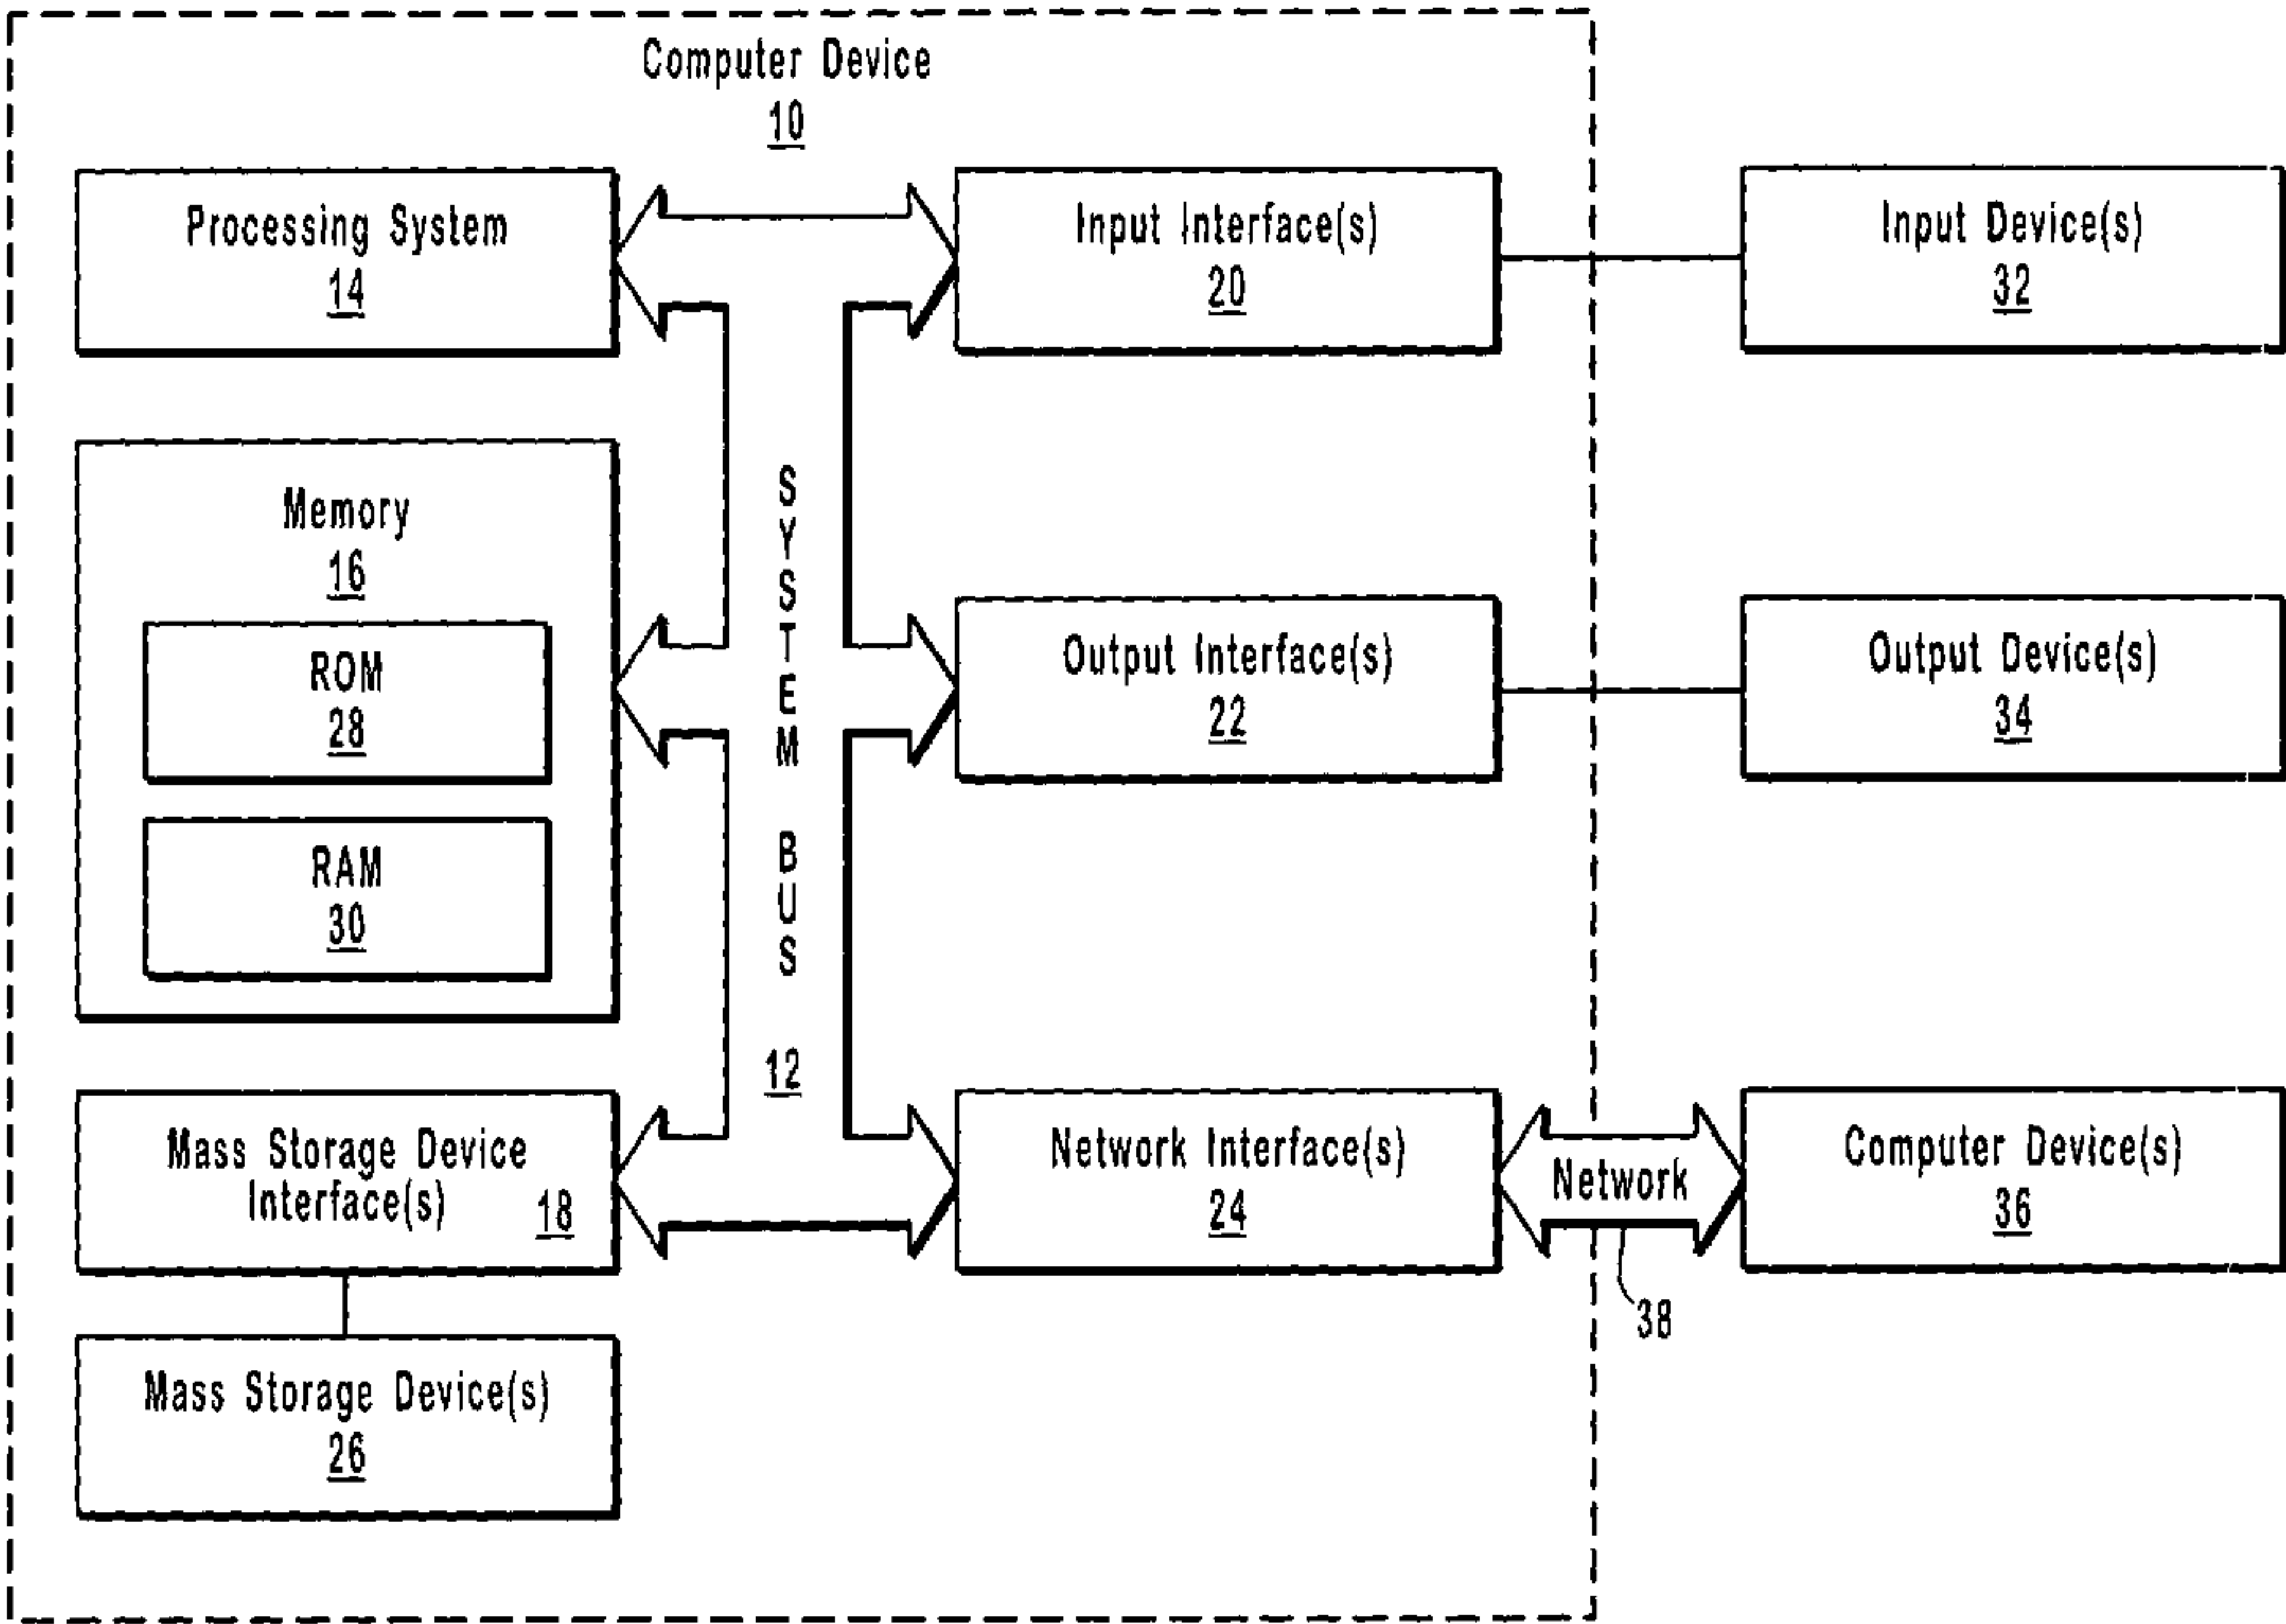 Computer Device
10
Processing System
14
Input Interface(s)
20
Input Device(s)
32
Memory
16
ROM
28
RAM
30
SYSTEM BUS
12
Output Interface(s)
22
Output Device(s)
34
Mass Storage Device
Interface(s)
18
Network Interface(s)
24
Network
38
Computer Device(s)
36
Mass Storage Device(s)
26